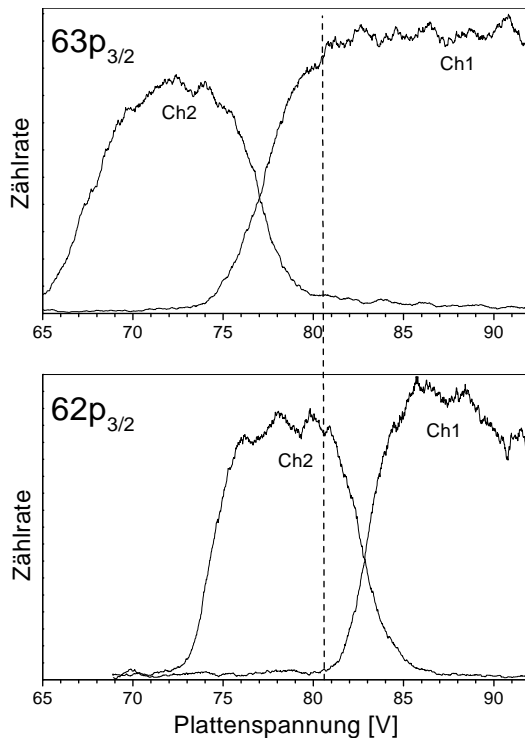 63p3/2
Ch1
Ch2
Zählrate
65 70 75 80 85 90
62p3/2
Ch1
Ch2
Zählrate
65 70 75 80 85 90
Plattenspannung [V]